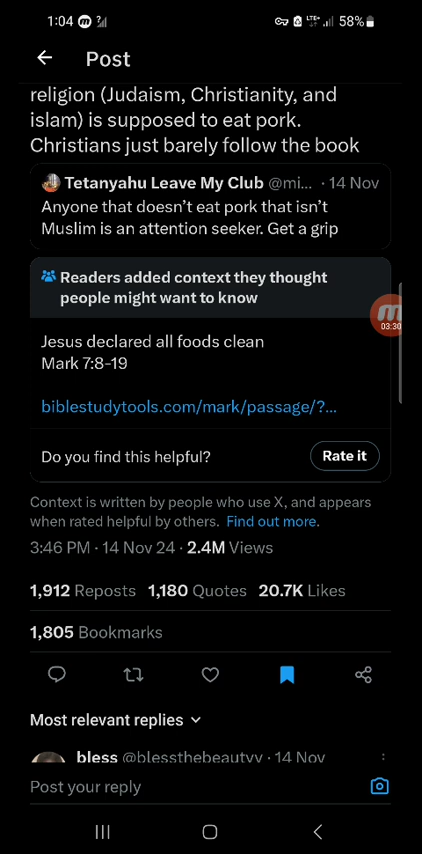 1:04 58%
Post
religion (Judaism, Christianity, and
islam) is supposed to eat pork.
Christians just barely follow the book
Tetanyahu Leave My Club @mi... · 14 Nov
Anyone that doesn't eat pork that isn't
Muslim is an attention seeker. Get a grip
Readers added context they thought
people might want to know
Jesus declared all foods clean
Mark 7:8-19
03:30
biblestudytools.com/mark/passage/?...
Do you find this helpful? Rate it
Context is written by people who use X, and appears
when rated helpful by others. Find out more.
3:46 PM · 14 Nov 24 · 2.4M Views
1,912 Reposts 1,180 Quotes 20.7K Likes
1,805 Bookmarks
Most relevant replies
bless @blessthebeautyy · 14 Nov
Post your reply